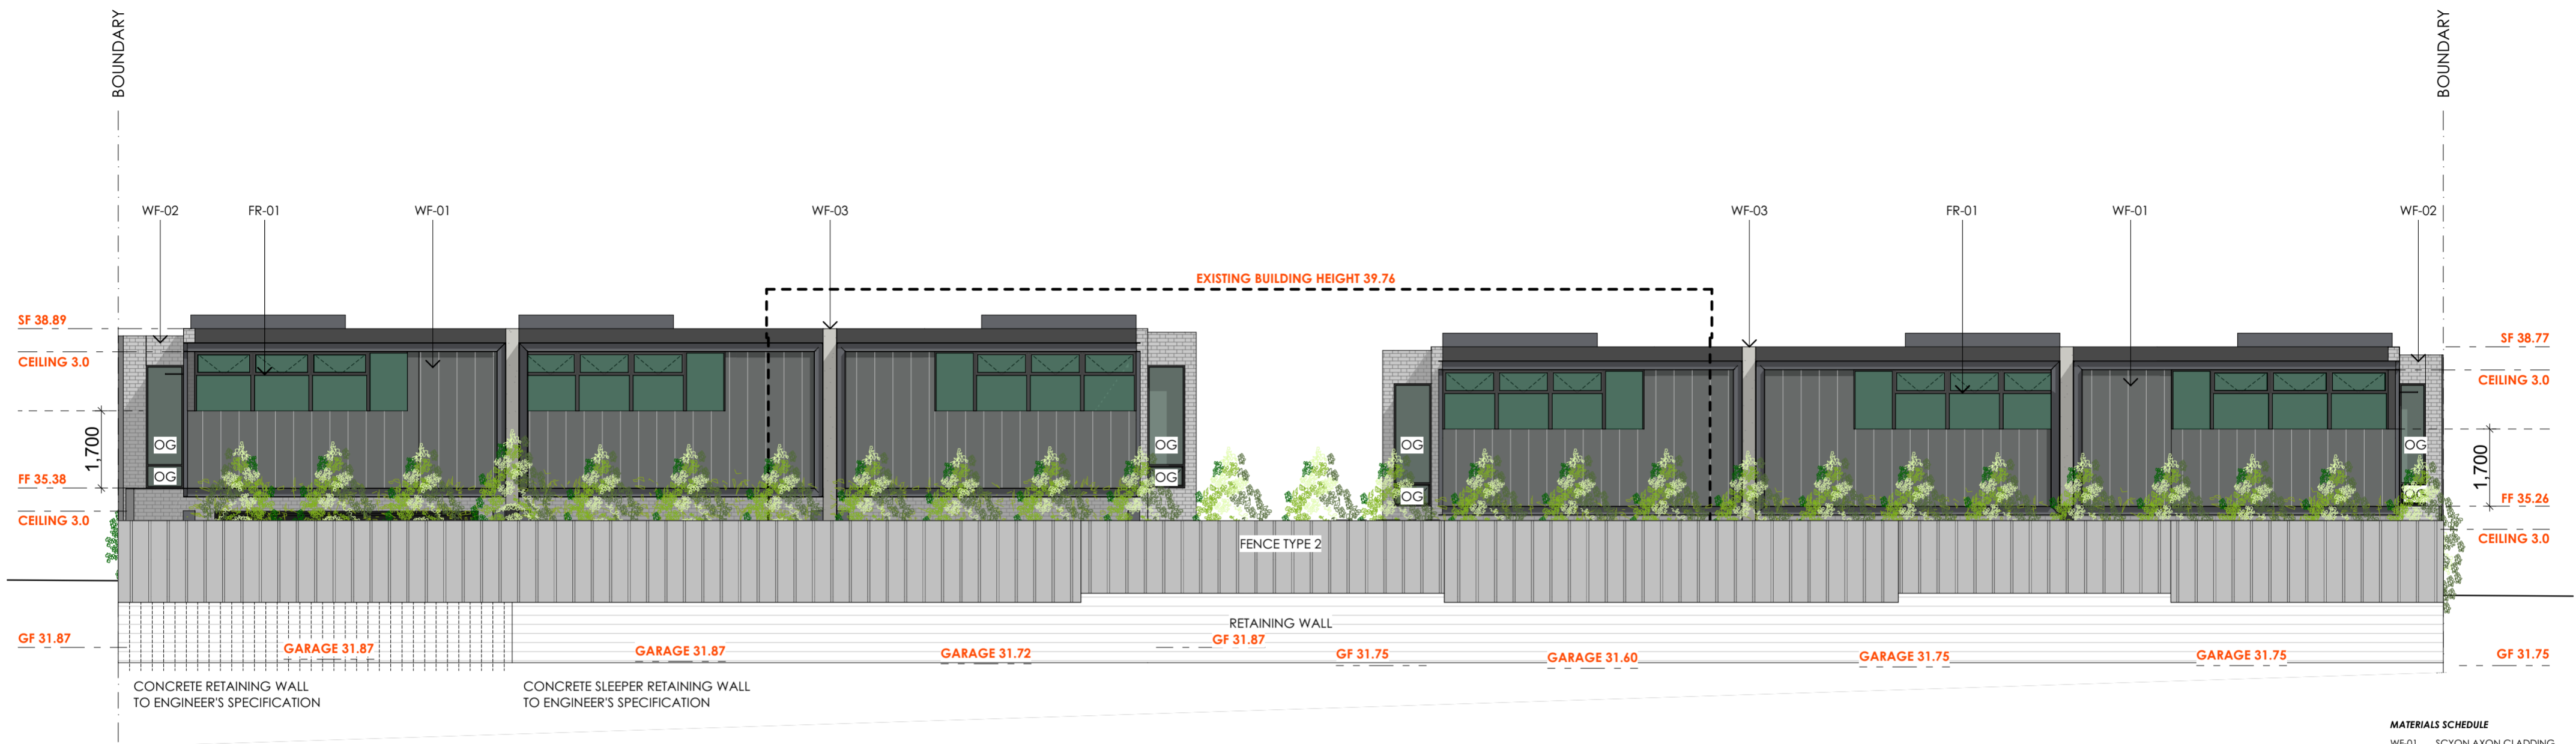 BOUNDARY
BOUNDARY
WF-02
FR-01
WF-01
WF-03
WF-03
FR-01
WF-01
WF-02
EXISTING BUILDING HEIGHT 39.76
SF 38.89
SF 38.77
CEILING 3.0
CEILING 3.0
1,700
1,700
OG
OG
OG
OG
OG
OG
OG
OG
FF 35.38
FF 35.26
CEILING 3.0
CEILING 3.0
FENCE TYPE 2
RETAINING WALL
GF 31.87
GARAGE 31.87
GARAGE 31.87
GARAGE 31.72
GF 31.87
GF 31.75
GARAGE 31.60
GARAGE 31.75
GARAGE 31.75
GF 31.75
CONCRETE RETAINING WALL
TO ENGINEER'S SPECIFICATION
CONCRETE SLEEPER RETAINING WALL
TO ENGINEER'S SPECIFICATION
MATERIALS SCHEDULE
WF-01 SCYON AXON CLADDING